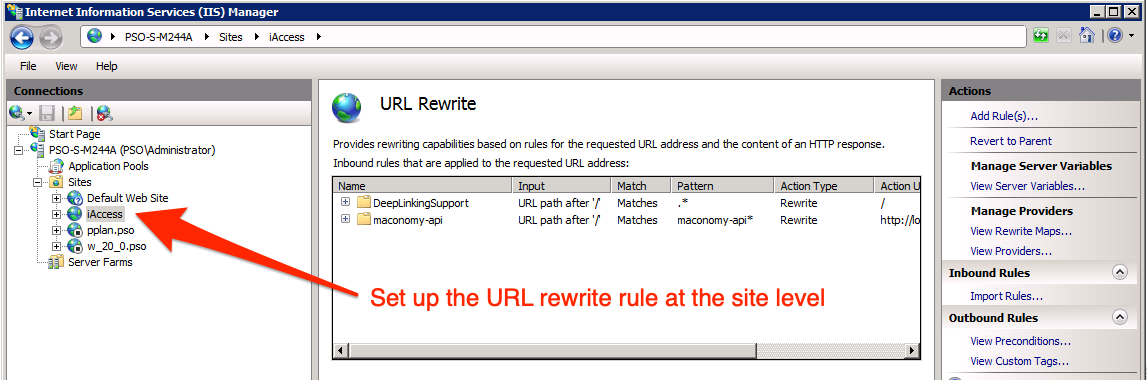 Internet Information Services (IIS) Manager
PSO-S-M244A Sites iAccess
File View Help
Connections
Start Page
PSO-S-M244A (PSO\Administrator)
Application Pools
Sites
Default Web Site
iAccess
pplan.pso
w_20_0.pso
Server Farms
URL Rewrite
Provides rewriting capabilities based on rules for the requested URL address and the content of an HTTP response.
Inbound rules that are applied to the requested URL address:
Name Input Match Pattern Action Type Action U
DeepLinkingSupport URL path after '/' Matches .* Rewrite /
maconomy-api URL path after '/' Matches maconomy-api* Rewrite http://lo
Set up the URL rewrite rule at the site level
Actions
Add Rule(s)...
Revert to Parent
Manage Server Variables
View Server Variables...
Manage Providers
View Rewrite Maps...
View Providers...
Inbound Rules
Import Rules...
Outbound Rules
View Preconditions...
View Custom Tags...